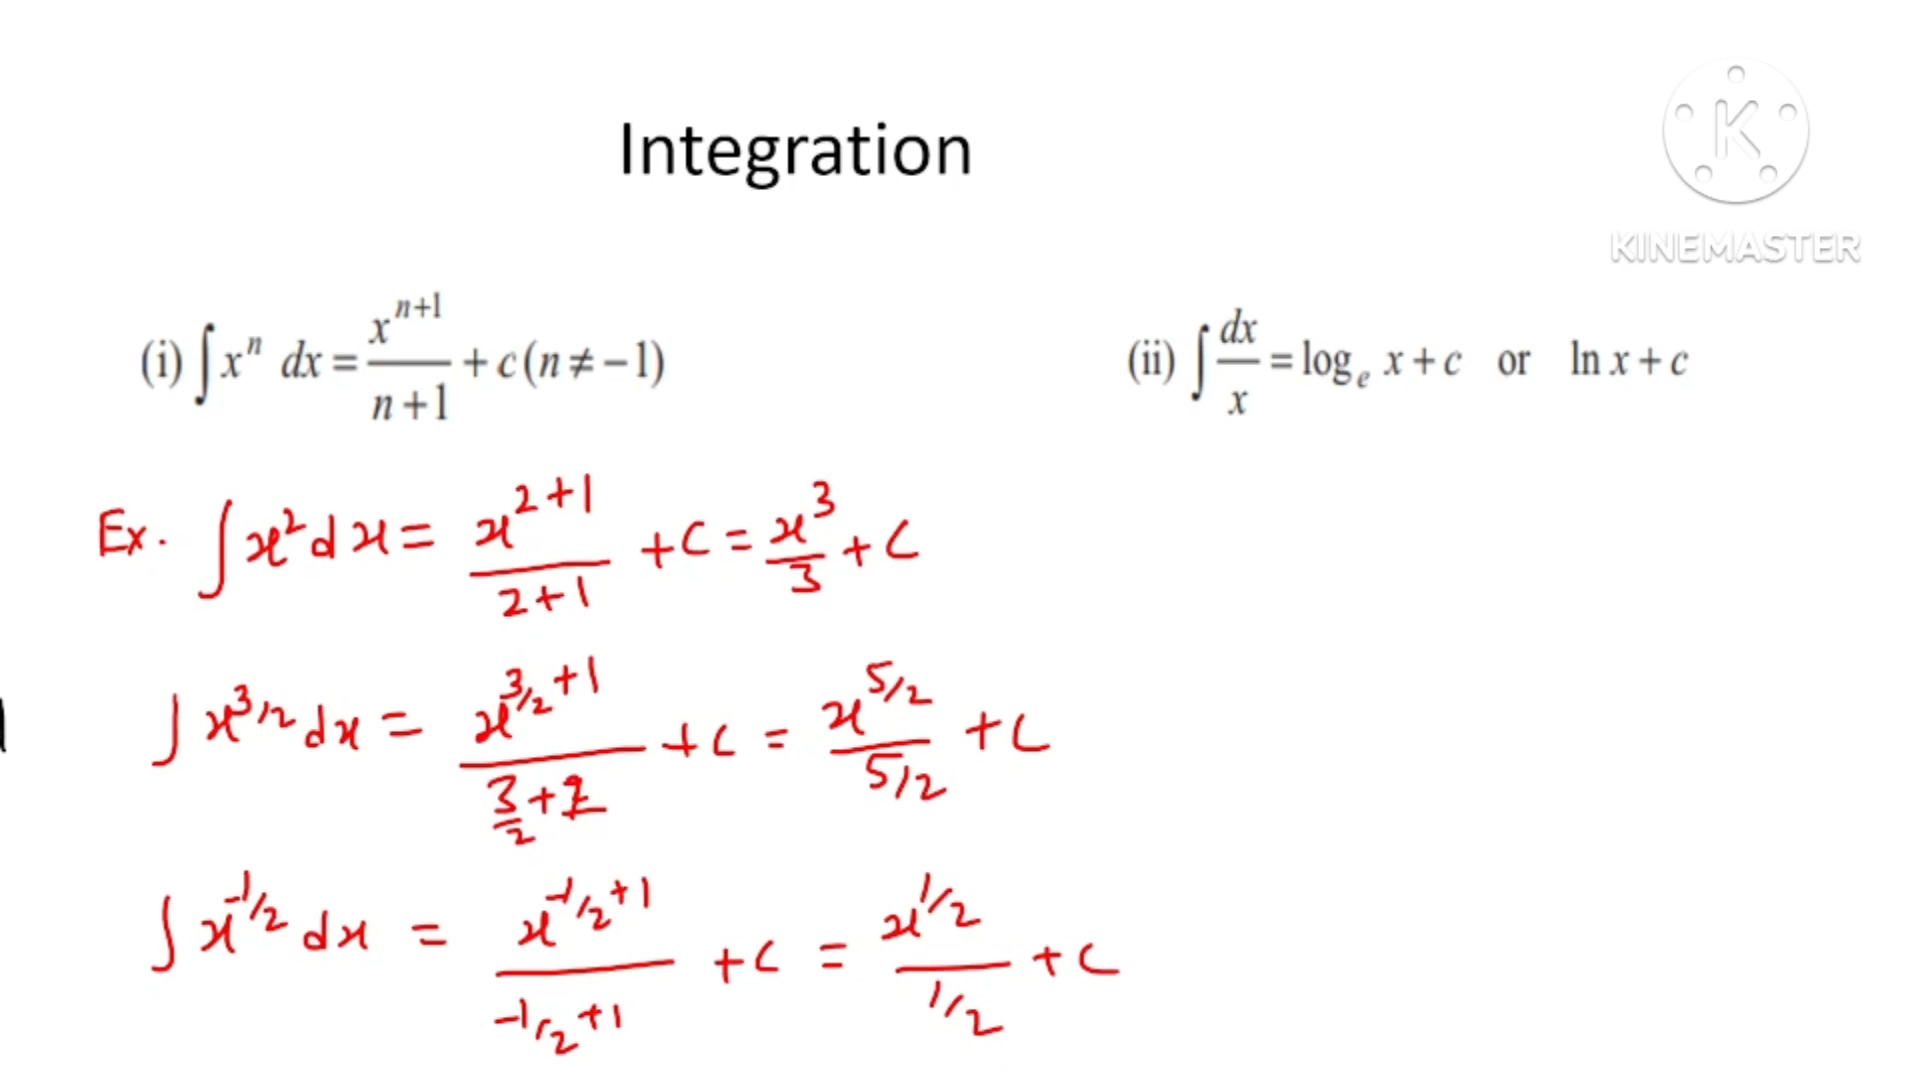 Integration
KINEMASTER
(i) ∫ xⁿ dx = x^(n+1)/(n+1) + c (n ≠ −1)
(ii) ∫ dx/x = logₑ x + c or ln x + c
Ex. ∫ x² dx = x^(2+1)/(2+1) + C = x³/3 + C
∫ x^(3/2) dx = x^(3/2+1)/(3/2+1) + C = x^(5/2)/(5/2) + C
∫ x^(-1/2) dx = x^(-1/2+1)/(-1/2+1) + C = x^(1/2)/(1/2) + C